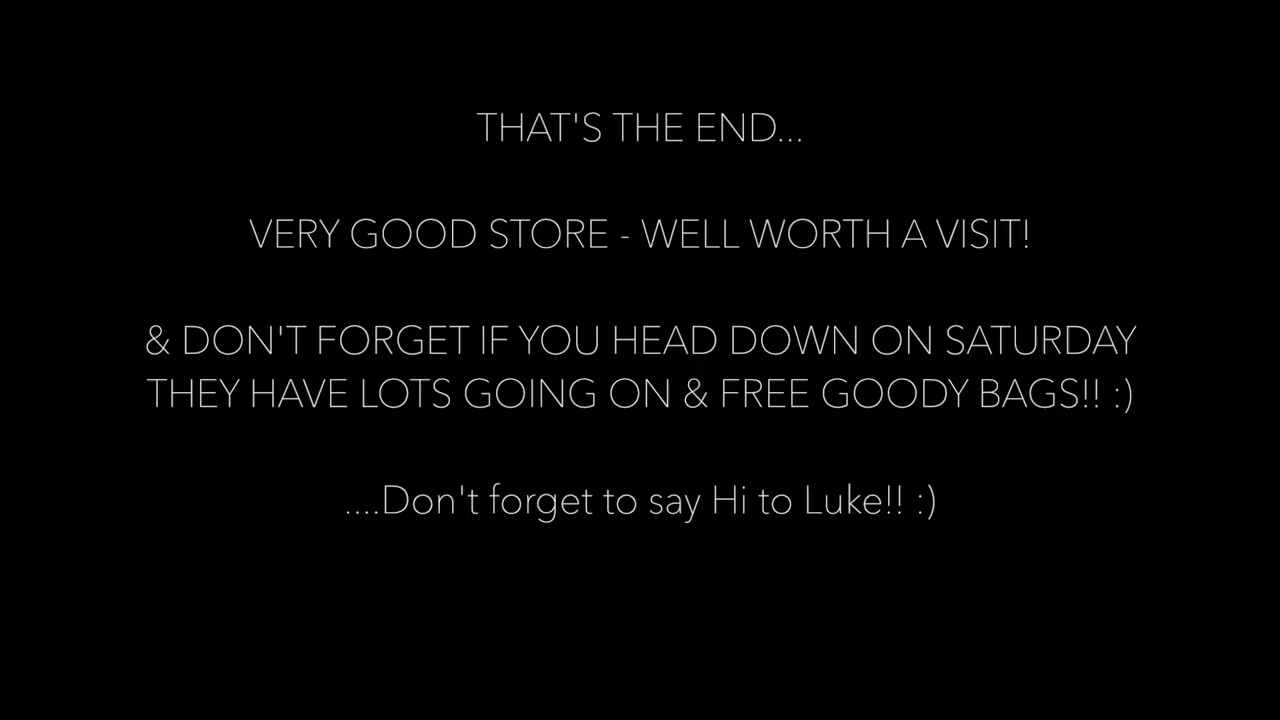 THAT'S THE END...
VERY GOOD STORE - WELL WORTH A VISIT!
& DON'T FORGET IF YOU HEAD DOWN ON SATURDAY
THEY HAVE LOTS GOING ON & FREE GOODY BAGS!! :)
....Don't forget to say Hi to Luke!! :)